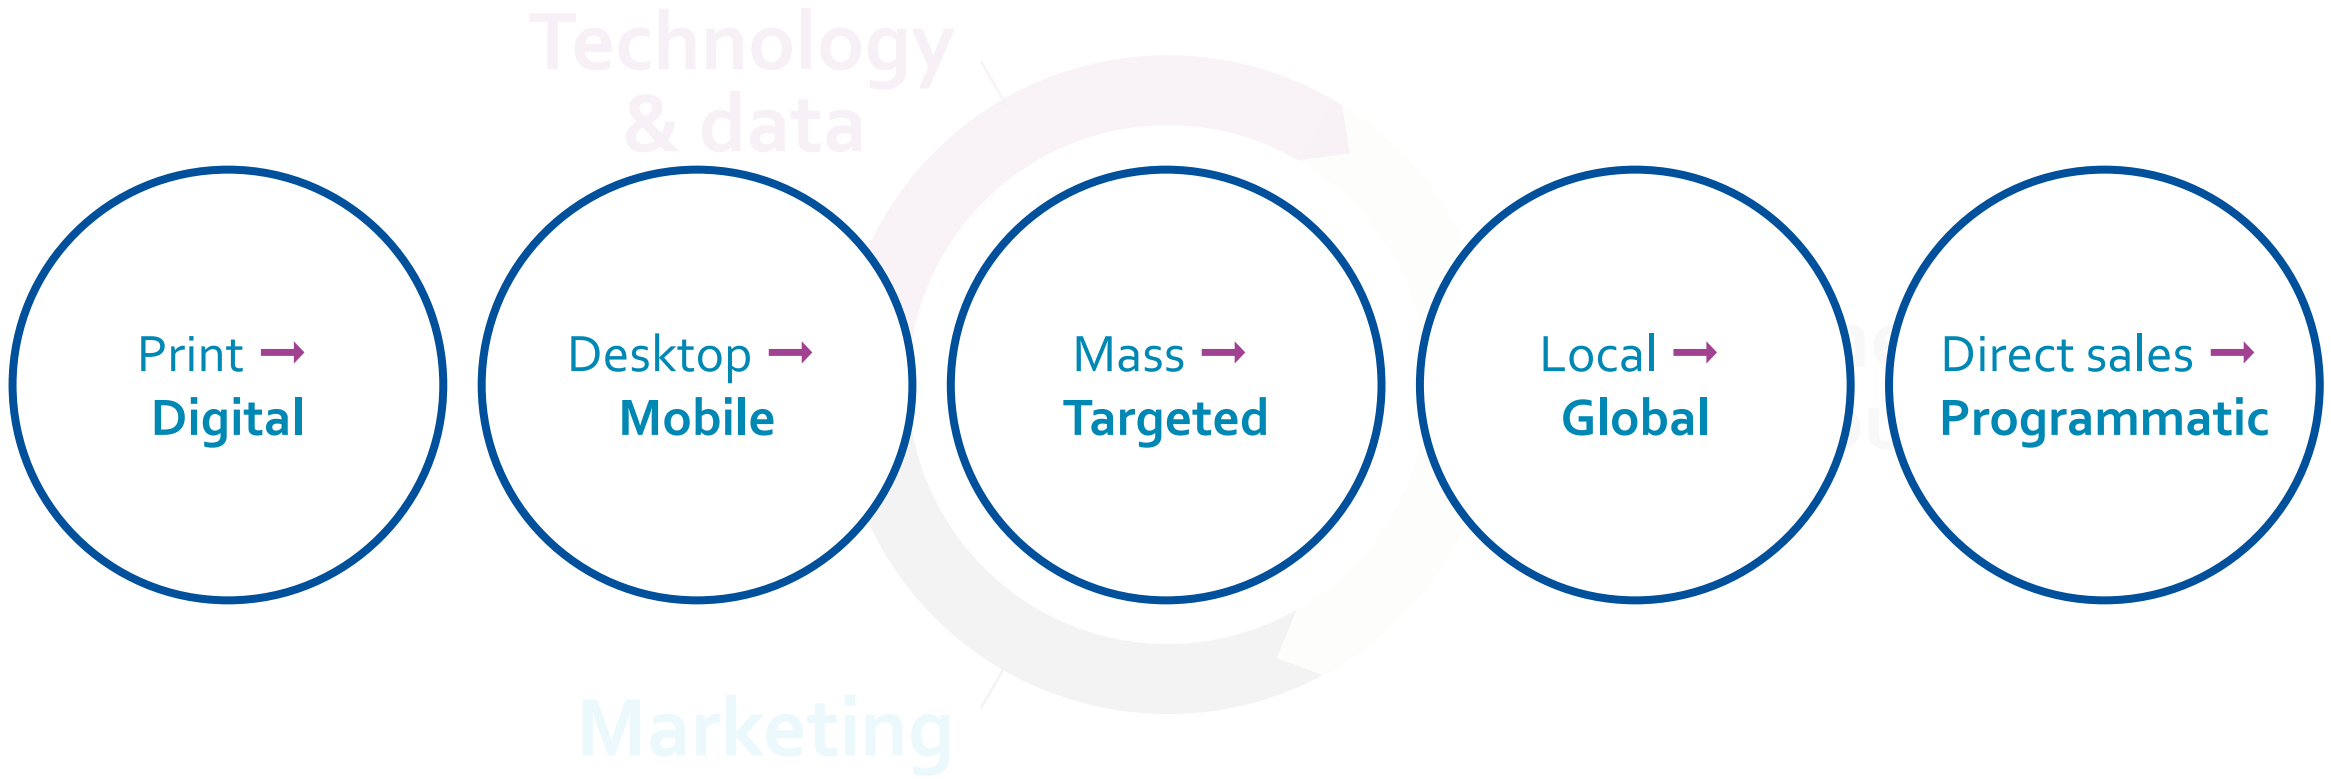 Technology
& data
Print →
Digital
Desktop →
Mobile
Mass →
Targeted
Local →
Global
Direct sales →
Programmatic
Marketing